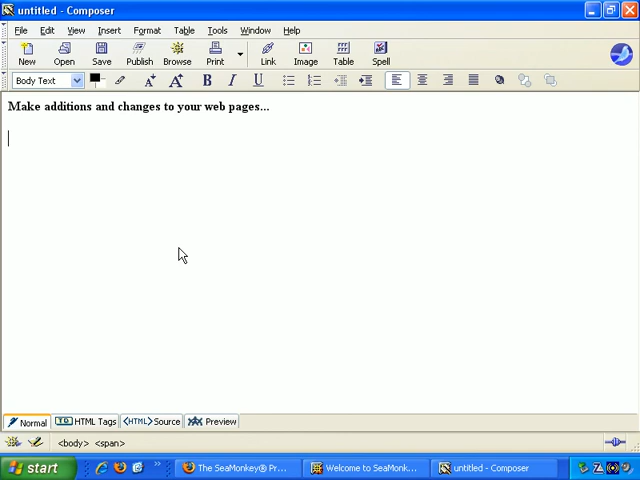 untitled - Composer
File Edit View Insert Format Table Tools Window Help
New Open Save Publish Browse Print Link Image Table Spell
Body Text A A B I U
Make additions and changes to your web pages...
Normal TD HTML Tags <HTML> Source Preview
<body> <span>
start » The SeaMonkey® Pr... Welcome to SeaMonk... untitled - Composer